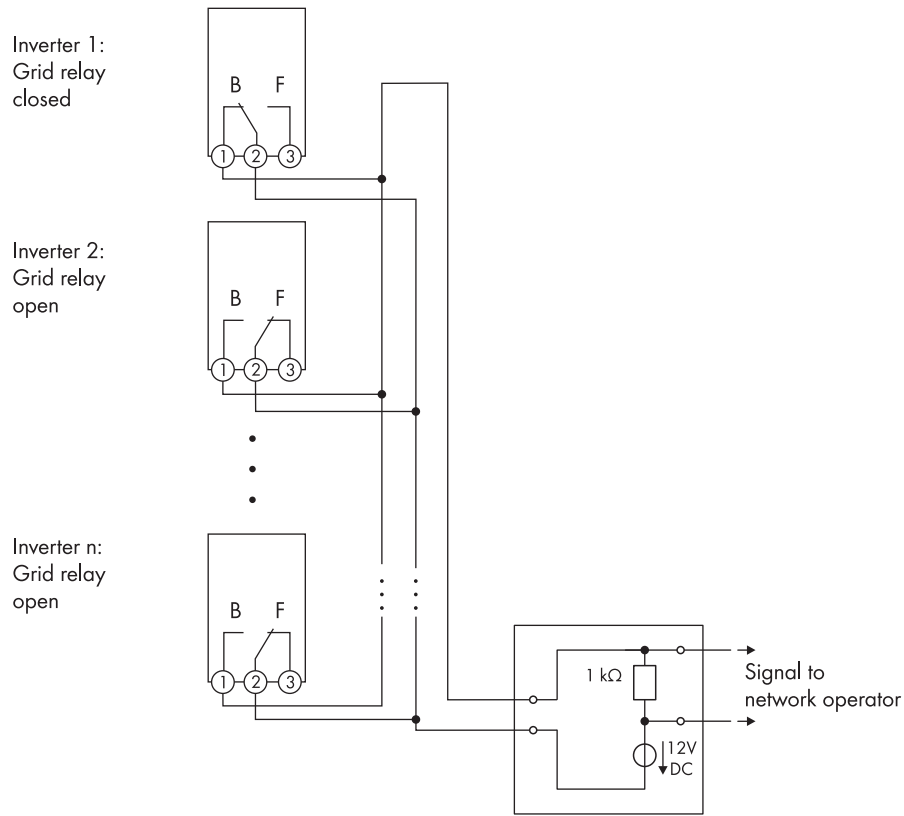 Inverter 1:
Grid relay
closed
B F
1 2 3
Inverter 2:
Grid relay
open
B F
1 2 3
Inverter n:
Grid relay
open
B F
1 2 3
1 kΩ
Signal to
network operator
12V
DC